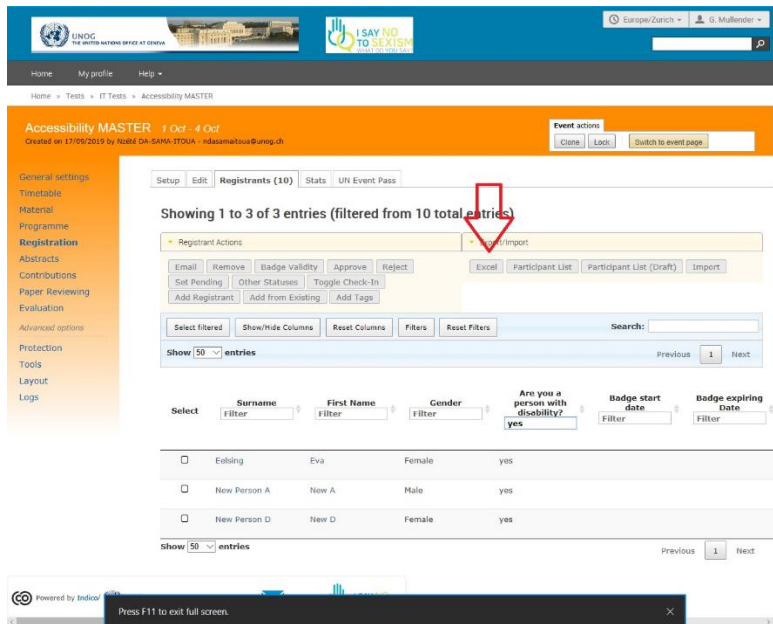 Europe/Zurich
G. Mullender
UNOG
THE UNITED NATIONS OFFICE AT GENEVA
I SAY NO
TO SEXISM
WHAT DO YOU SAY?
Home My profile Help
Home » Tests » IT Tests » Accessibility MASTER
Accessibility MASTER 1 Oct - 4 Oct
Created on 17/09/2019 by Nzété DA-SAMA-ITOUA - ndasamaitoua@unog.ch
Event actions
Clone Lock Switch to event page
General settings
Timetable
Material
Programme
Registration
Abstracts
Contributions
Paper Reviewing
Evaluation
Advanced options
Protection
Tools
Layout
Logs
Setup Edit Registrants (10) Stats UN Event Pass
Showing 1 to 3 of 3 entries (filtered from 10 total entries)
Registrant Actions
Export/Import
Email Remove Badge Validity Approve Reject
Set Pending Other Statuses Toggle Check-In
Add Registrant Add from Existing Add Tags
Excel Participant List Participant List (Draft) Import
Select filtered Show/Hide Columns Reset Columns Filters Reset Filters Search:
Show 50 entries Previous 1 Next
Select
Surname
Filter
First Name
Filter
Gender
Filter
Are you a
person with
disability?
yes
Badge start
date
Filter
Badge expiring
Date
Filter
Eelsing Eva Female yes
New Person A New A Male yes
New Person D New D Female yes
Show 50 entries Previous 1 Next
Powered by Indico
Press F11 to exit full screen.